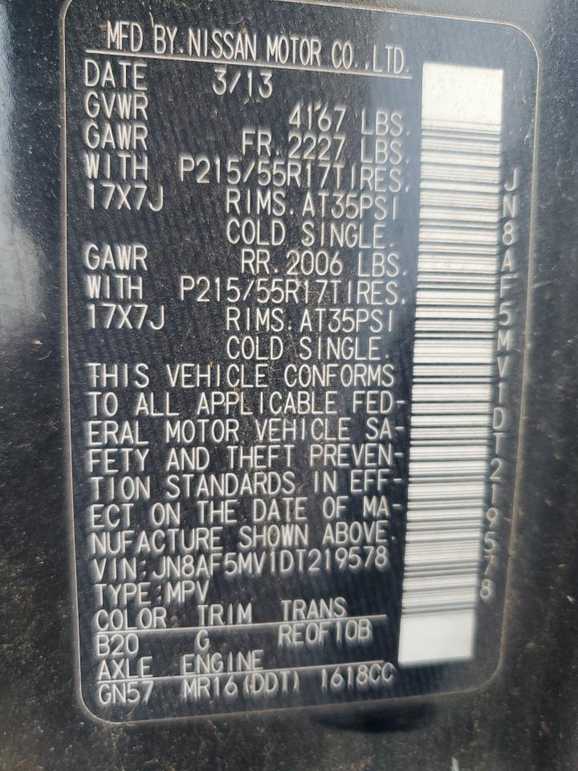 MFD BY. NISSAN MOTOR CO., LTD.
DATE 3/13
GVWR 4167 LBS.
GAWR FR. 2227 LBS.
WITH P215/55R17TIRES.
17X7J RIMS. AT35PSI
COLD SINGLE.
GAWR RR. 2006 LBS.
WITH P215/55R17TIRES.
17X7J RIMS. AT35PSI
COLD SINGLE.
THIS VEHICLE CONFORMS
TO ALL APPLICABLE FED-
ERAL MOTOR VEHICLE SA-
FETY AND THEFT PREVEN-
TION STANDARDS IN EFF-
ECT ON THE DATE OF MA-
NUFACTURE SHOWN ABOVE.
VIN:JN8AF5MV1DT219578
TYPE:MPV
COLOR TRIM TRANS
B20 G RE0F10B
AXLE ENGINE
GN57 MR16(DDT) 1618CC
JN8AF5MV1DT219578